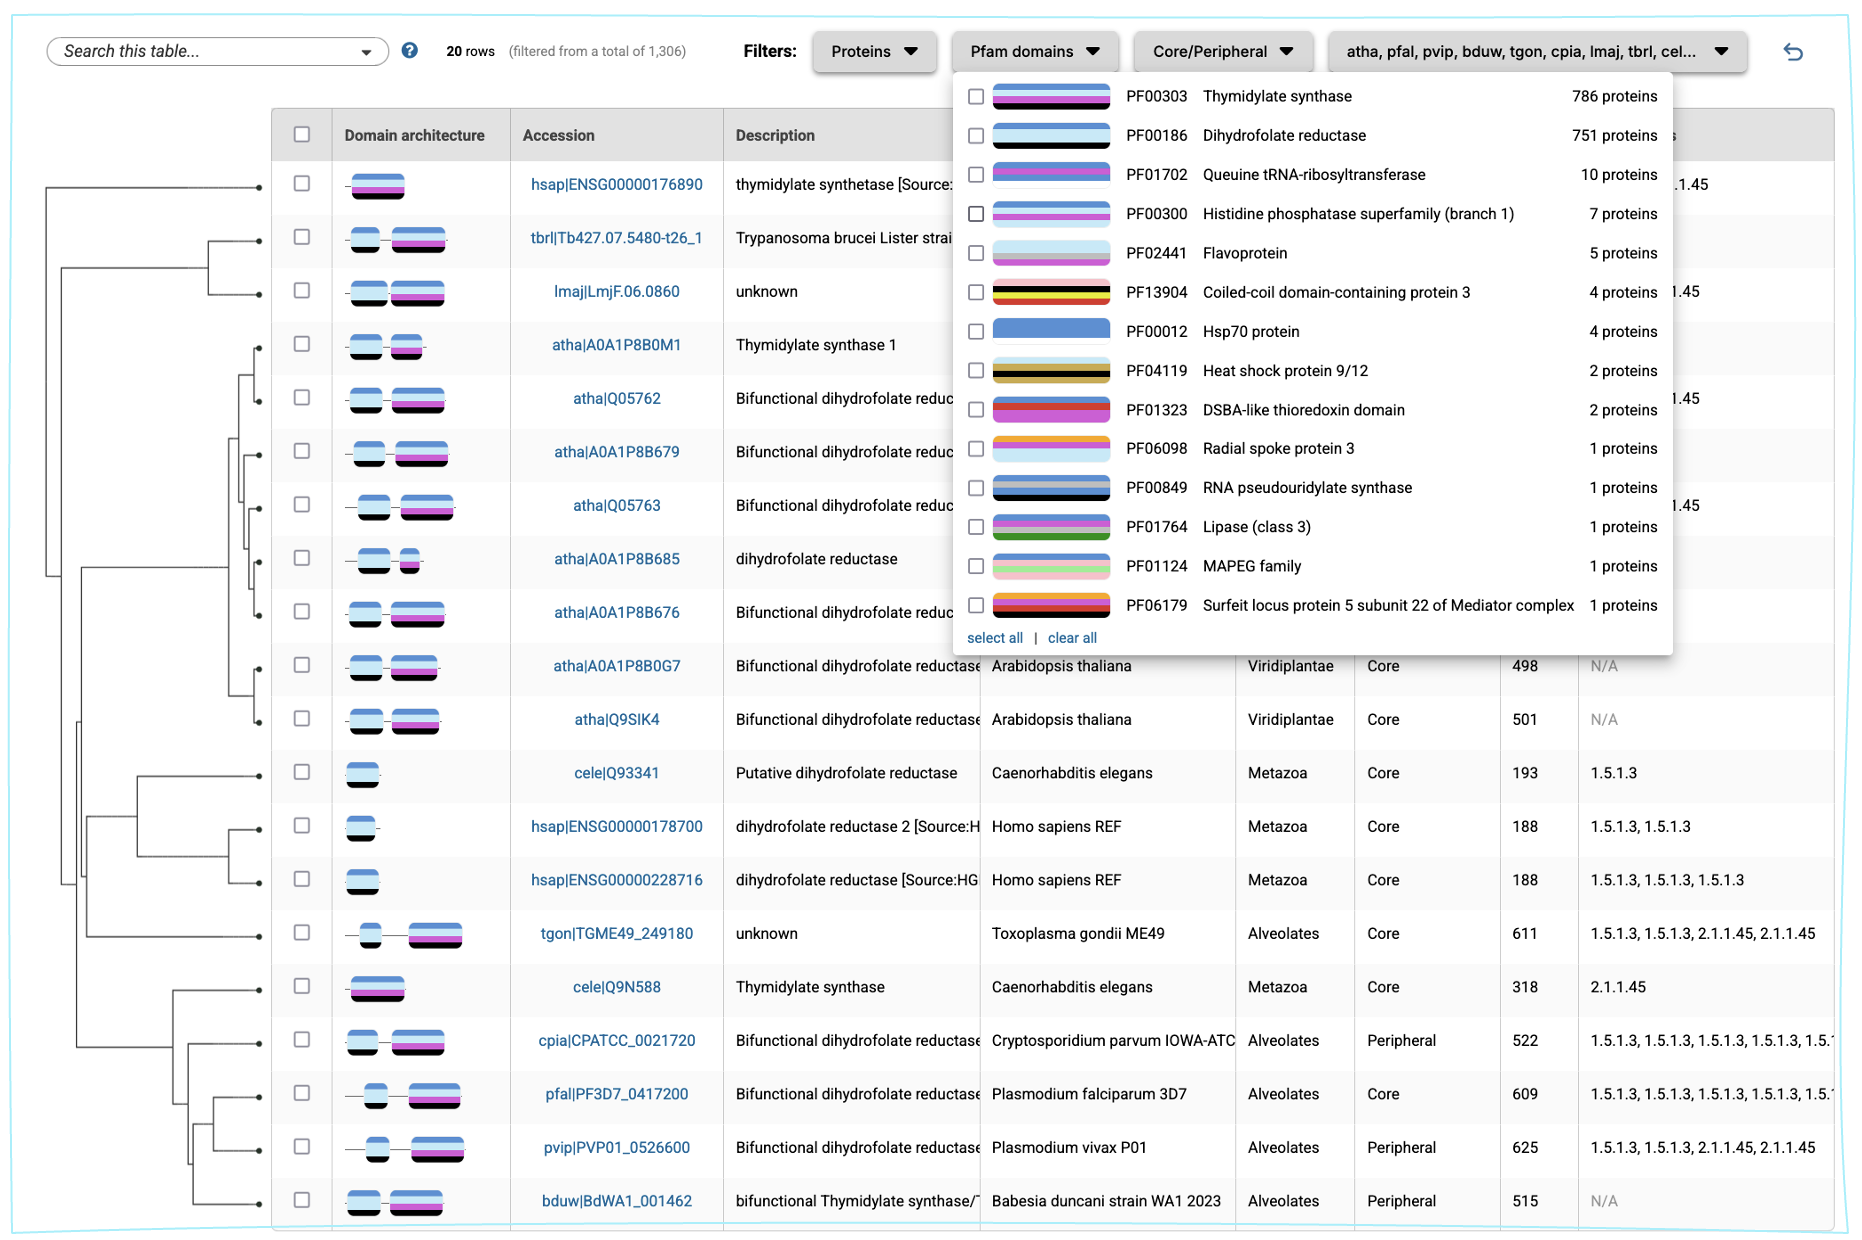 Search this table... ? 20 rows (filtered from a total of 1,306) Filters: Proteins Pfam domains Core/Peripheral atha, pfal, pvip, bduw, tgon, cpia, lmaj, tbrl, cel...
PF00303 Thymidylate synthase 786 proteins
Domain architecture Accession Description PF00186 Dihydrofolate reductase 751 proteins s
PF01702 Queuine tRNA-ribosyltransferase 10 proteins
hsap|ENSG00000176890 thymidylate synthetase [Source: .1.45
PF00300 Histidine phosphatase superfamily (branch 1) 7 proteins
tbrl|Tb427.07.5480-t26_1 Trypanosoma brucei Lister strai
PF02441 Flavoprotein 5 proteins
lmaj|LmjF.06.0860 unknown PF13904 Coiled-coil domain-containing protein 3 4 proteins 1.45
PF00012 Hsp70 protein 4 proteins
atha|A0A1P8B0M1 Thymidylate synthase 1
PF04119 Heat shock protein 9/12 2 proteins
atha|Q05762 Bifunctional dihydrofolate reduc 1.45
PF01323 DSBA-like thioredoxin domain 2 proteins
atha|A0A1P8B679 Bifunctional dihydrofolate reduc PF06098 Radial spoke protein 3 1 proteins
PF00849 RNA pseudouridylate synthase 1 proteins
atha|Q05763 Bifunctional dihydrofolate reduc 1.45
PF01764 Lipase (class 3) 1 proteins
atha|A0A1P8B685 dihydrofolate reductase PF01124 MAPEG family 1 proteins
atha|A0A1P8B676 Bifunctional dihydrofolate reduc PF06179 Surfeit locus protein 5 subunit 22 of Mediator complex 1 proteins
select all | clear all
atha|A0A1P8B0G7 Bifunctional dihydrofolate reductase Arabidopsis thaliana Viridiplantae Core 498 N/A
atha|Q9SIK4 Bifunctional dihydrofolate reductase Arabidopsis thaliana Viridiplantae Core 501 N/A
cele|Q93341 Putative dihydrofolate reductase Caenorhabditis elegans Metazoa Core 193 1.5.1.3
hsap|ENSG00000178700 dihydrofolate reductase 2 [Source:H Homo sapiens REF Metazoa Core 188 1.5.1.3, 1.5.1.3
hsap|ENSG00000228716 dihydrofolate reductase [Source:HG Homo sapiens REF Metazoa Core 188 1.5.1.3, 1.5.1.3, 1.5.1.3
tgon|TGME49_249180 unknown Toxoplasma gondii ME49 Alveolates Core 611 1.5.1.3, 1.5.1.3, 2.1.1.45, 2.1.1.45
cele|Q9N588 Thymidylate synthase Caenorhabditis elegans Metazoa Core 318 2.1.1.45
cpia|CPATCC_0021720 Bifunctional dihydrofolate reductase Cryptosporidium parvum IOWA-ATC Alveolates Peripheral 522 1.5.1.3, 1.5.1.3, 1.5.1.3, 1.5.1.3, 1.5.1
pfal|PF3D7_0417200 Bifunctional dihydrofolate reductase Plasmodium falciparum 3D7 Alveolates Core 609 1.5.1.3, 1.5.1.3, 1.5.1.3, 1.5.1.3, 1.5.1
pvip|PVP01_0526600 Bifunctional dihydrofolate reductase Plasmodium vivax P01 Alveolates Peripheral 625 1.5.1.3, 1.5.1.3, 2.1.1.45, 2.1.1.45
bduw|BdWA1_001462 bifunctional Thymidylate synthase/ Babesia duncani strain WA1 2023 Alveolates Peripheral 515 N/A